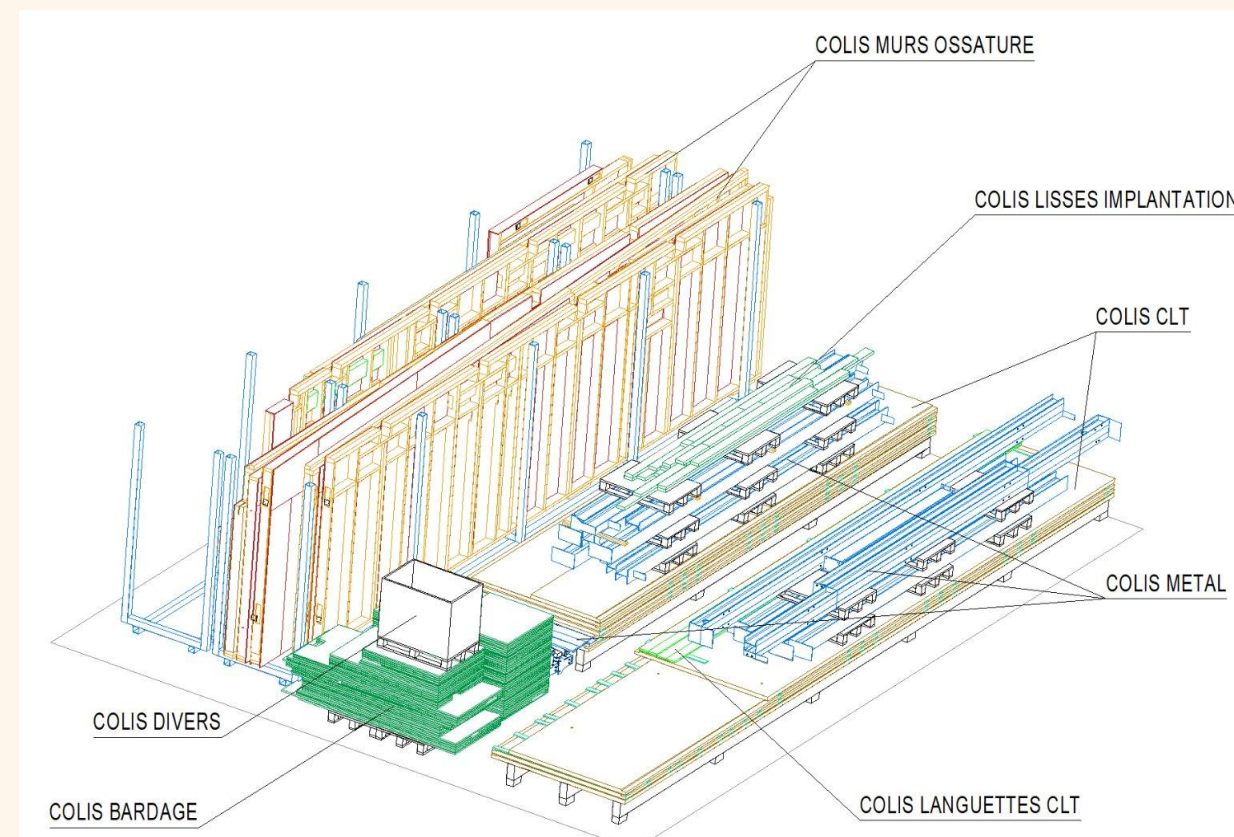 COLIS MURS OSSATURE
COLIS LISSES IMPLANTATION
COLIS CLT
COLIS METAL
COLIS DIVERS
COLIS BARDAGE
COLIS LANGUETTES CLT